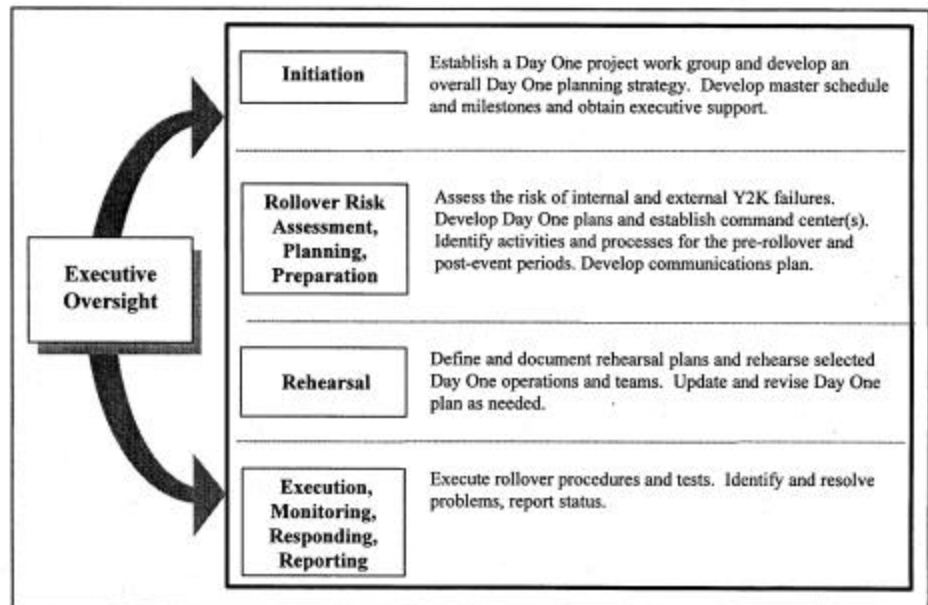 Executive
Oversight
Initiation
Establish a Day One project work group and develop an
overall Day One planning strategy. Develop master schedule
and milestones and obtain executive support.
Rollover Risk
Assessment,
Planning,
Preparation
Assess the risk of internal and external Y2K failures.
Develop Day One plans and establish command center(s).
Identify activities and processes for the pre-rollover and
post-event periods. Develop communications plan.
Rehearsal
Define and document rehearsal plans and rehearse selected
Day One operations and teams. Update and revise Day One
plan as needed.
Execution,
Monitoring,
Responding,
Reporting
Execute rollover procedures and tests. Identify and resolve
problems, report status.